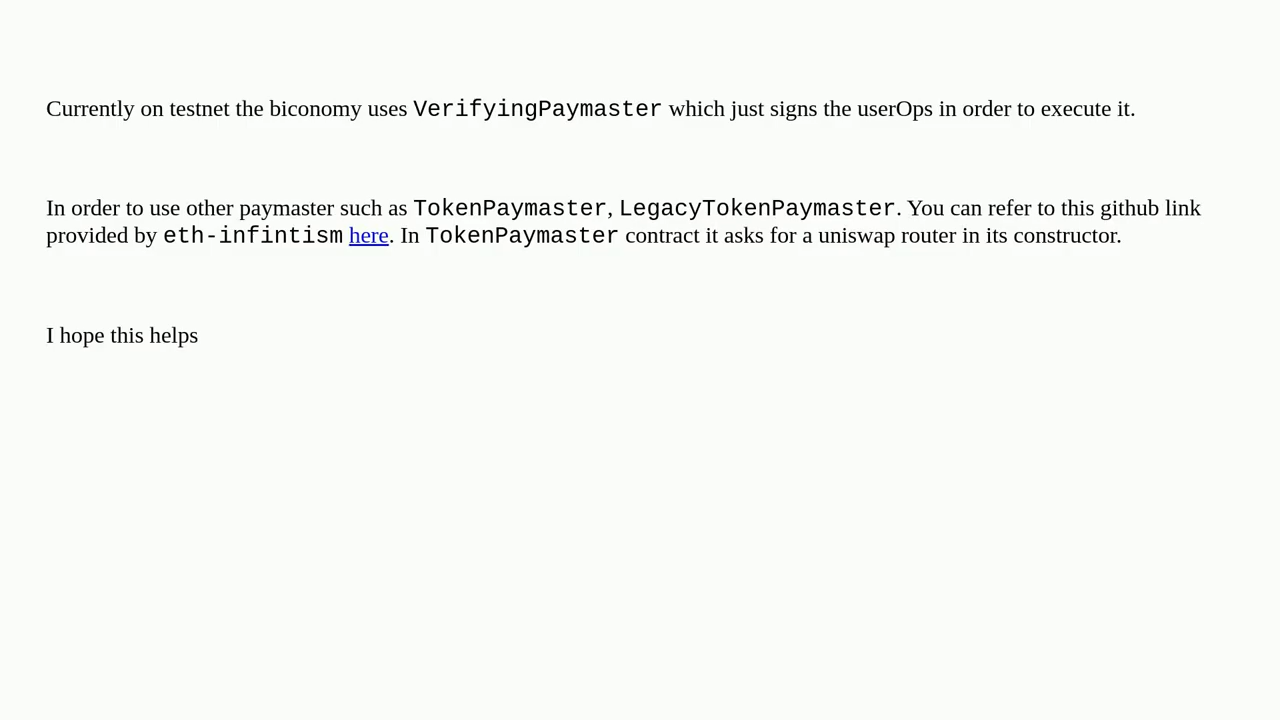 Currently on testnet the biconomy uses VerifyingPaymaster which just signs the userOps in order to execute it.
In order to use other paymaster such as TokenPaymaster, LegacyTokenPaymaster. You can refer to this github link
provided by eth-infintism here. In TokenPaymaster contract it asks for a uniswap router in its constructor.
I hope this helps